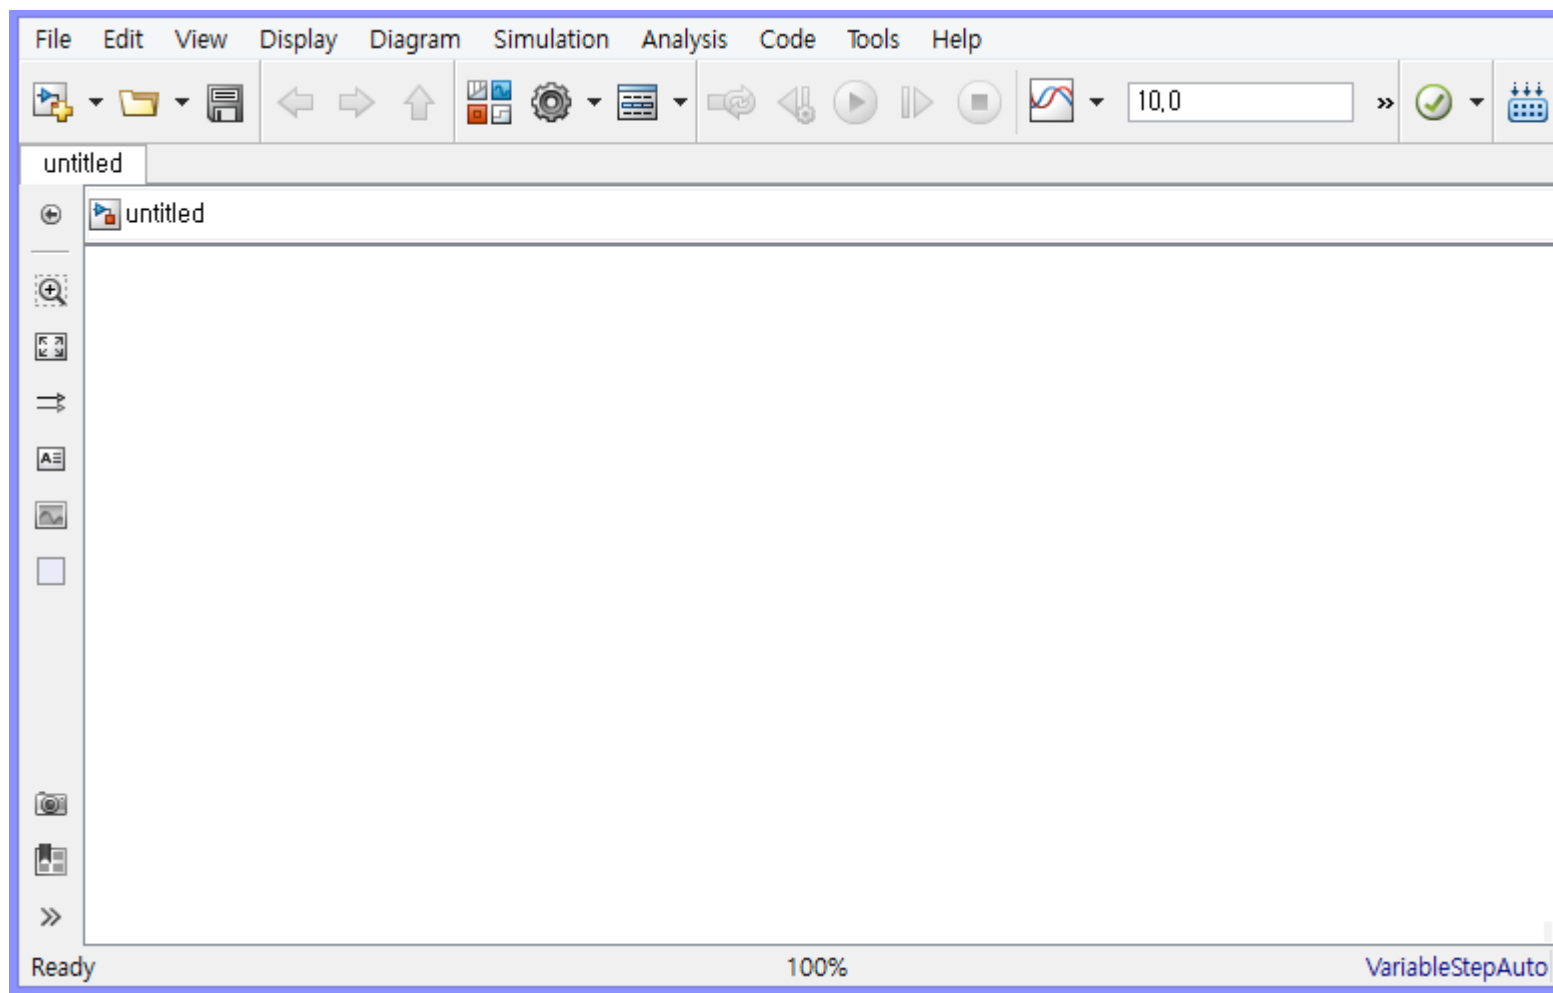 File Edit View Display Diagram Simulation Analysis Code Tools Help
10.0
untitled
untitled
Ready 100% VariableStepAuto